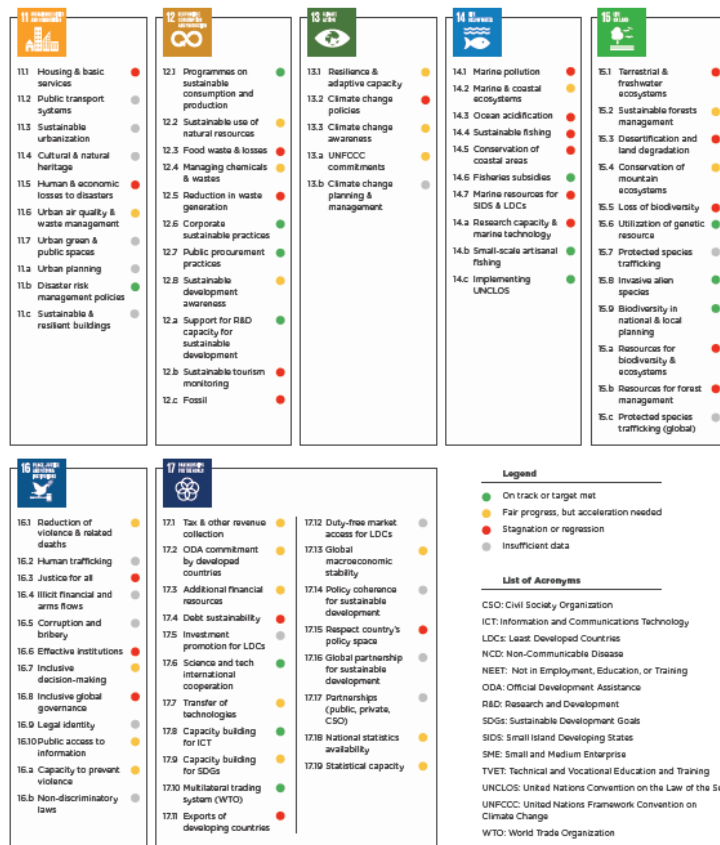 11
12
13
14
15
11.1 Housing & basic
services
11.2 Public transport
systems
11.3 Sustainable
urbanization
11.4 Cultural & natural
heritage
11.5 Human & economic
losses to disasters
11.6 Urban air quality &
waste management
11.7 Urban green &
public spaces
11.a Urban planning
11.b Disaster risk
management policies
11.c Sustainable &
resilient buildings
12.1 Programmes on
sustainable
consumption and
production
12.2 Sustainable use of
natural resources
12.3 Food waste & losses
12.4 Managing chemicals
& wastes
12.5 Reduction in waste
generation
12.6 Corporate
sustainable practices
12.7 Public procurement
practices
12.8 Sustainable
development
awareness
12.a Support for R&D
capacity for
sustainable
development
12.b Sustainable tourism
monitoring
12.c Fossil
13.1 Resilience &
adaptive capacity
13.2 Climate change
policies
13.3 Climate change
awareness
13.a UNFCCC
commitments
13.b Climate change
planning &
management
14.1 Marine pollution
14.2 Marine & coastal
ecosystems
14.3 Ocean acidification
14.4 Sustainable fishing
14.5 Conservation of
coastal areas
14.6 Fisheries subsidies
14.7 Marine resources for
SIDS & LDCs
14.a Research capacity &
marine technology
14.b Small-scale artisanal
fishing
14.c Implementing
UNCLOS
15.1 Terrestrial &
freshwater
ecosystems
15.2 Sustainable forests
management
15.3 Desertification and
land degradation
15.4 Conservation of
mountain
ecosystems
15.5 Loss of biodiversity
15.6 Utilization of genetic
resource
15.7 Protected species
trafficking
15.8 Invasive alien
species
15.9 Biodiversity in
national & local
planning
15.a Resources for
biodiversity &
ecosystems
15.b Resources for forest
management
15.c Protected species
trafficking (global)
16
17
16.1 Reduction of
violence & related
deaths
16.2 Human trafficking
16.3 Justice for all
16.4 Illicit financial and
arms flows
16.5 Corruption and
bribery
16.6 Effective institutions
16.7 Inclusive
decision-making
16.8 Inclusive global
governance
16.9 Legal identity
16.10 Public access to
information
16.a Capacity to prevent
violence
16.b Non-discriminatory
laws
17.1 Tax & other revenue
collection
17.2 ODA commitment
by developed
countries
17.3 Additional financial
resources
17.4 Debt sustainability
17.5 Investment
promotion for LDCs
17.6 Science and tech
international
cooperation
17.7 Transfer of
technologies
17.8 Capacity building
for ICT
17.9 Capacity building
for SDGs
17.10 Multilateral trading
system (WTO)
17.11 Exports of
developing countries
17.12 Duty-free market
access for LDCs
17.13 Global
macroeconomic
stability
17.14 Policy coherence
for sustainable
development
17.15 Respect country's
policy space
17.16 Global partnership
for sustainable
development
17.17 Partnerships
(public, private,
CSO)
17.18 National statistics
availability
17.19 Statistical capacity
Legend
On track or target met
Fair progress, but acceleration needed
Stagnation or regression
Insufficient data
List of Acronyms
CSO: Civil Society Organization
ICT: Information and Communications Technology
LDCs: Least Developed Countries
NCD: Non-Communicable Disease
NEET: Not in Employment, Education, or Training
ODA: Official Development Assistance
R&D: Research and Development
SDGs: Sustainable Development Goals
SIDS: Small Island Developing States
SME: Small and Medium Enterprise
TVET: Technical and Vocational Education and Training
UNCLOS: United Nations Convention on the Law of the Se
UNFCCC: United Nations Framework Convention on
Climate Change
WTO: World Trade Organization